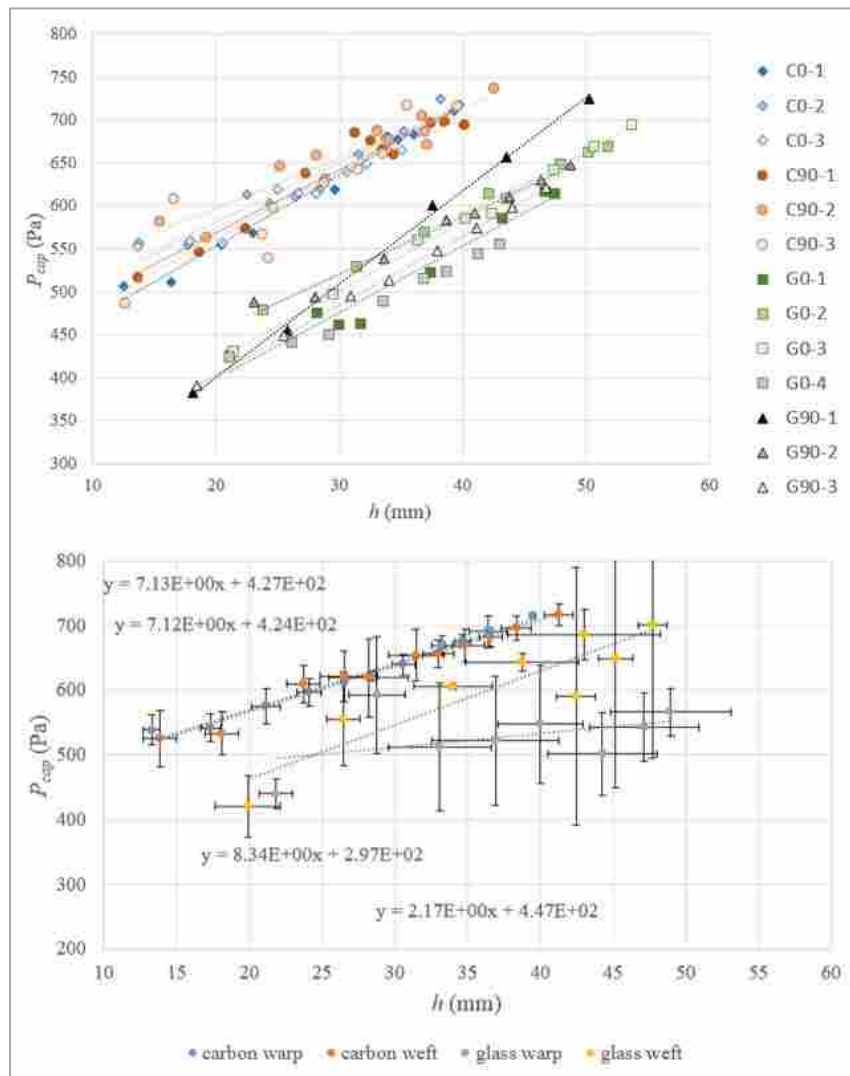 800
750
700
650
600
550
500
450
400
350
300
P_cap (Pa)
10 20 30 40 50 60
h (mm)
C0-1
C0-2
C0-3
C90-1
C90-2
C90-3
G0-1
G0-2
G0-3
G0-4
G90-1
G90-2
G90-3
800
700
600
500
400
300
200
P_cap (Pa)
y = 7.13E+00x + 4.27E+02
y = 7.12E+00x + 4.24E+02
y = 8.34E+00x + 2.97E+02
y = 2.17E+00x + 4.47E+02
10 15 20 25 30 35 40 45 50 55 60
h (mm)
carbon warp carbon weft glass warp glass weft